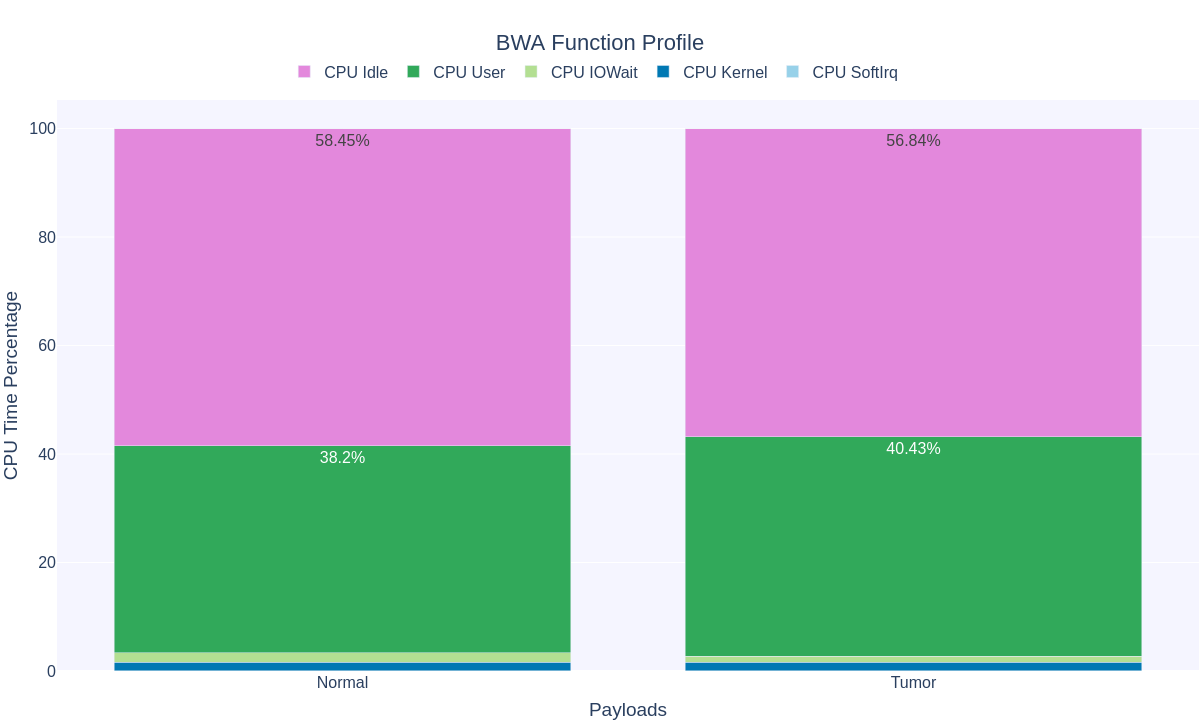 BWA Function Profile
CPU Idle CPU User CPU IOWait CPU Kernel CPU SoftIrq
CPU Time Percentage
100
80
60
40
20
0
58.45%
56.84%
38.2%
40.43%
Normal Tumor
Payloads